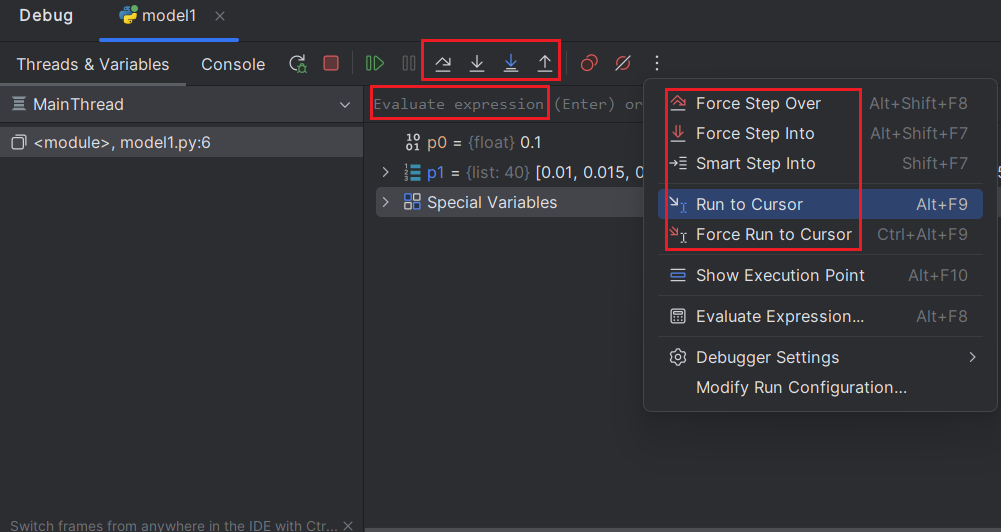 Debug model1
Threads & Variables Console
MainThread
Evaluate expression (Enter) or
<module>, model1.py:6
p0 = {float} 0.1
p1 = {list: 40} [0.01, 0.015, 0
Special Variables
Force Step Over Alt+Shift+F8
Force Step Into Alt+Shift+F7
Smart Step Into Shift+F7
Run to Cursor Alt+F9
Force Run to Cursor Ctrl+Alt+F9
Show Execution Point Alt+F10
Evaluate Expression... Alt+F8
Debugger Settings
Modify Run Configuration...
Switch frames from anywhere in the IDE with Ctr...